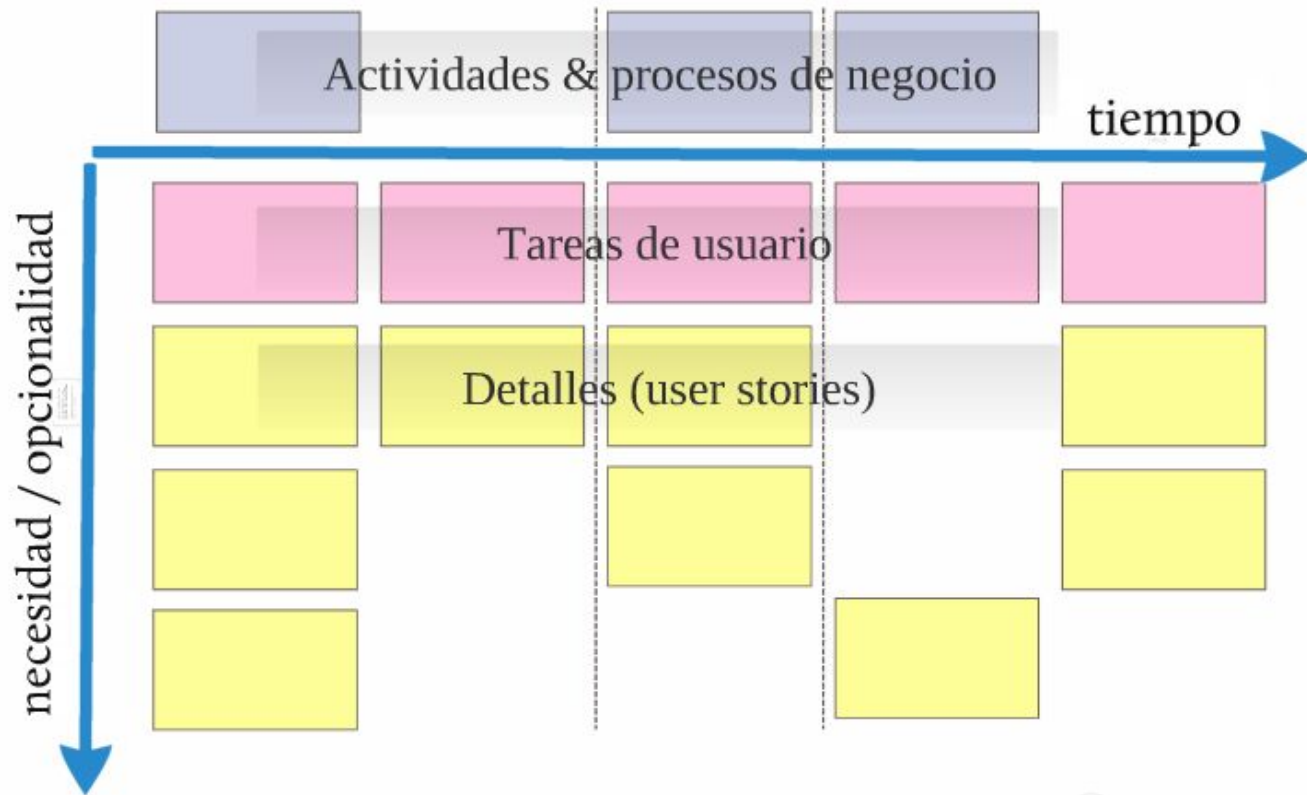 Actividades & procesos de negocio
tiempo
Tareas de usuario
Detalles (user stories)
necesidad / opcionalidad